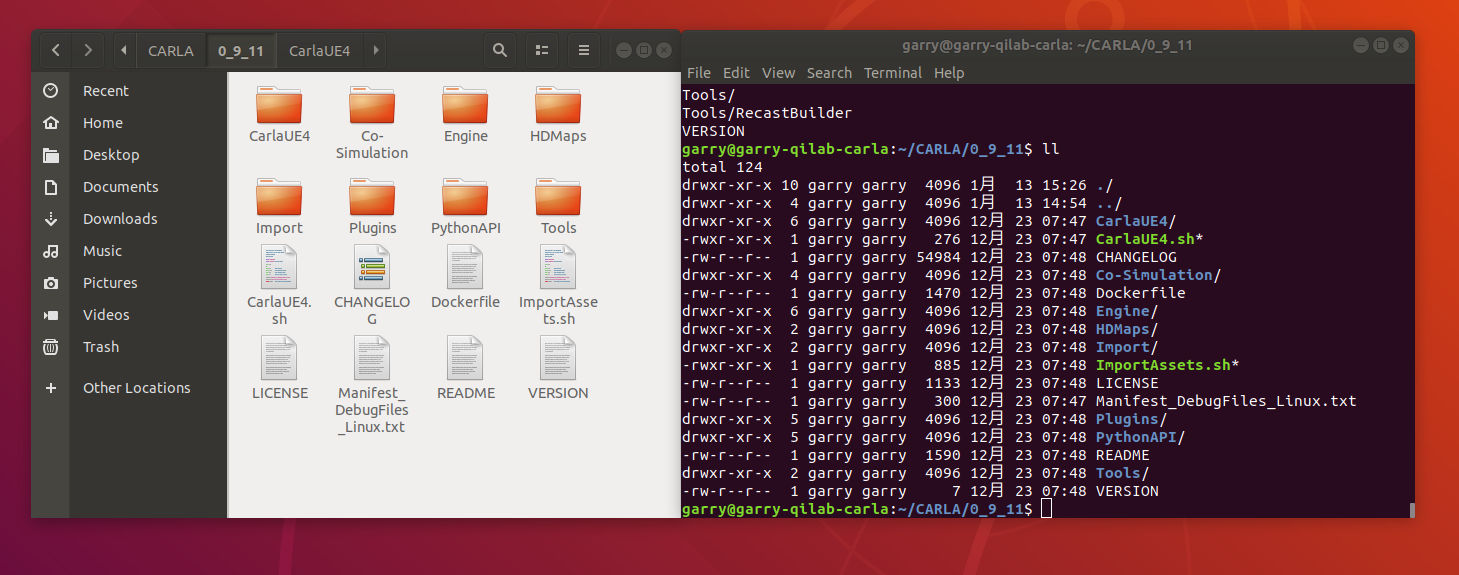 CARLA 0_9_11 CarlaUE4
Recent
Home
Desktop
Documents
Downloads
Music
Pictures
Videos
Trash
+ Other Locations
CarlaUE4
Co-
Simulation
Engine
HDMaps
Import
Plugins
PythonAPI
Tools
CarlaUE4.
sh
CHANGELO
G
Dockerfile
ImportAsse
ts.sh
LICENSE
Manifest_
DebugFiles
_Linux.txt
README
VERSION
garry@garry-qilab-carla: ~/CARLA/0_9_11
File Edit View Search Terminal Help
Tools/
Tools/RecastBuilder
VERSION
garry@garry-qilab-carla:~/CARLA/0_9_11$ ll
total 124
drwxr-xr-x 10 garry garry  4096 1月  13 15:26 ./
drwxr-xr-x  4 garry garry  4096 1月  13 14:54 ../
drwxr-xr-x  6 garry garry  4096 12月 23 07:47 CarlaUE4/
-rwxr-xr-x  1 garry garry   276 12月 23 07:47 CarlaUE4.sh*
-rw-r--r--  1 garry garry 54984 12月 23 07:48 CHANGELOG
drwxr-xr-x  4 garry garry  4096 12月 23 07:48 Co-Simulation/
-rw-r--r--  1 garry garry  1470 12月 23 07:48 Dockerfile
drwxr-xr-x  6 garry garry  4096 12月 23 07:48 Engine/
drwxr-xr-x  2 garry garry  4096 12月 23 07:48 HDMaps/
drwxr-xr-x  2 garry garry  4096 12月 23 07:48 Import/
-rwxr-xr-x  1 garry garry   885 12月 23 07:48 ImportAssets.sh*
-rw-r--r--  1 garry garry  1133 12月 23 07:48 LICENSE
-rw-r--r--  1 garry garry   300 12月 23 07:47 Manifest_DebugFiles_Linux.txt
drwxr-xr-x  5 garry garry  4096 12月 23 07:48 Plugins/
drwxr-xr-x  5 garry garry  4096 12月 23 07:48 PythonAPI/
-rw-r--r--  1 garry garry  1590 12月 23 07:48 README
drwxr-xr-x  2 garry garry  4096 12月 23 07:48 Tools/
-rw-r--r--  1 garry garry     7 12月 23 07:48 VERSION
garry@garry-qilab-carla:~/CARLA/0_9_11$